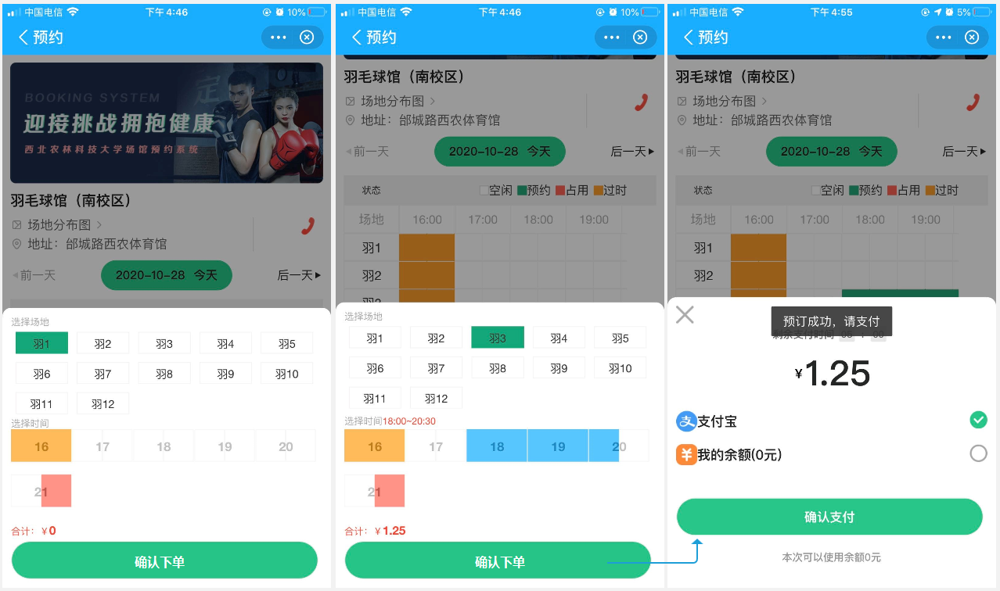 中国电信 下午 4:46 10%
预约
BOOKING SYSTEM
定
迎接挑战拥抱健康
西北农林科技大学场馆预约系统
羽毛球馆（南校区）
场地分布图
地址：邰城路西农体育馆
前一天 2020-10-28 今天 后一天
选择场地
羽1 羽2 羽3 羽4 羽5
羽6 羽7 羽8 羽9 羽10
羽11 羽12
选择时间
16 17 18 19 20
21
合计：￥0
确认下单
中国电信 下午 4:46 10%
预约
羽毛球馆（南校区）
场地分布图
地址：邰城路西农体育馆
前一天 2020-10-28 今天 后一天
状态 空闲 预约 占用 过时
场地 16:00 17:00 18:00 19:00
羽1
羽2
羽3
选择场地
羽1 羽2 羽3 羽4 羽5
羽6 羽7 羽8 羽9 羽10
羽11 羽12
选择时间18:00~20:30
16 17 18 19 20
21
合计：￥1.25
确认下单
中国电信 下午 4:55 5%
预约
羽毛球馆（南校区）
场地分布图
地址：邰城路西农体育馆
前一天 2020-10-28 今天 后一天
状态 空闲 预约 占用 过时
场地 16:00 17:00 18:00 19:00
羽1
羽2
预订成功，请支付
剩余支付时间
￥1.25
支付宝
我的余额(0元)
确认支付
本次可以使用余额0元